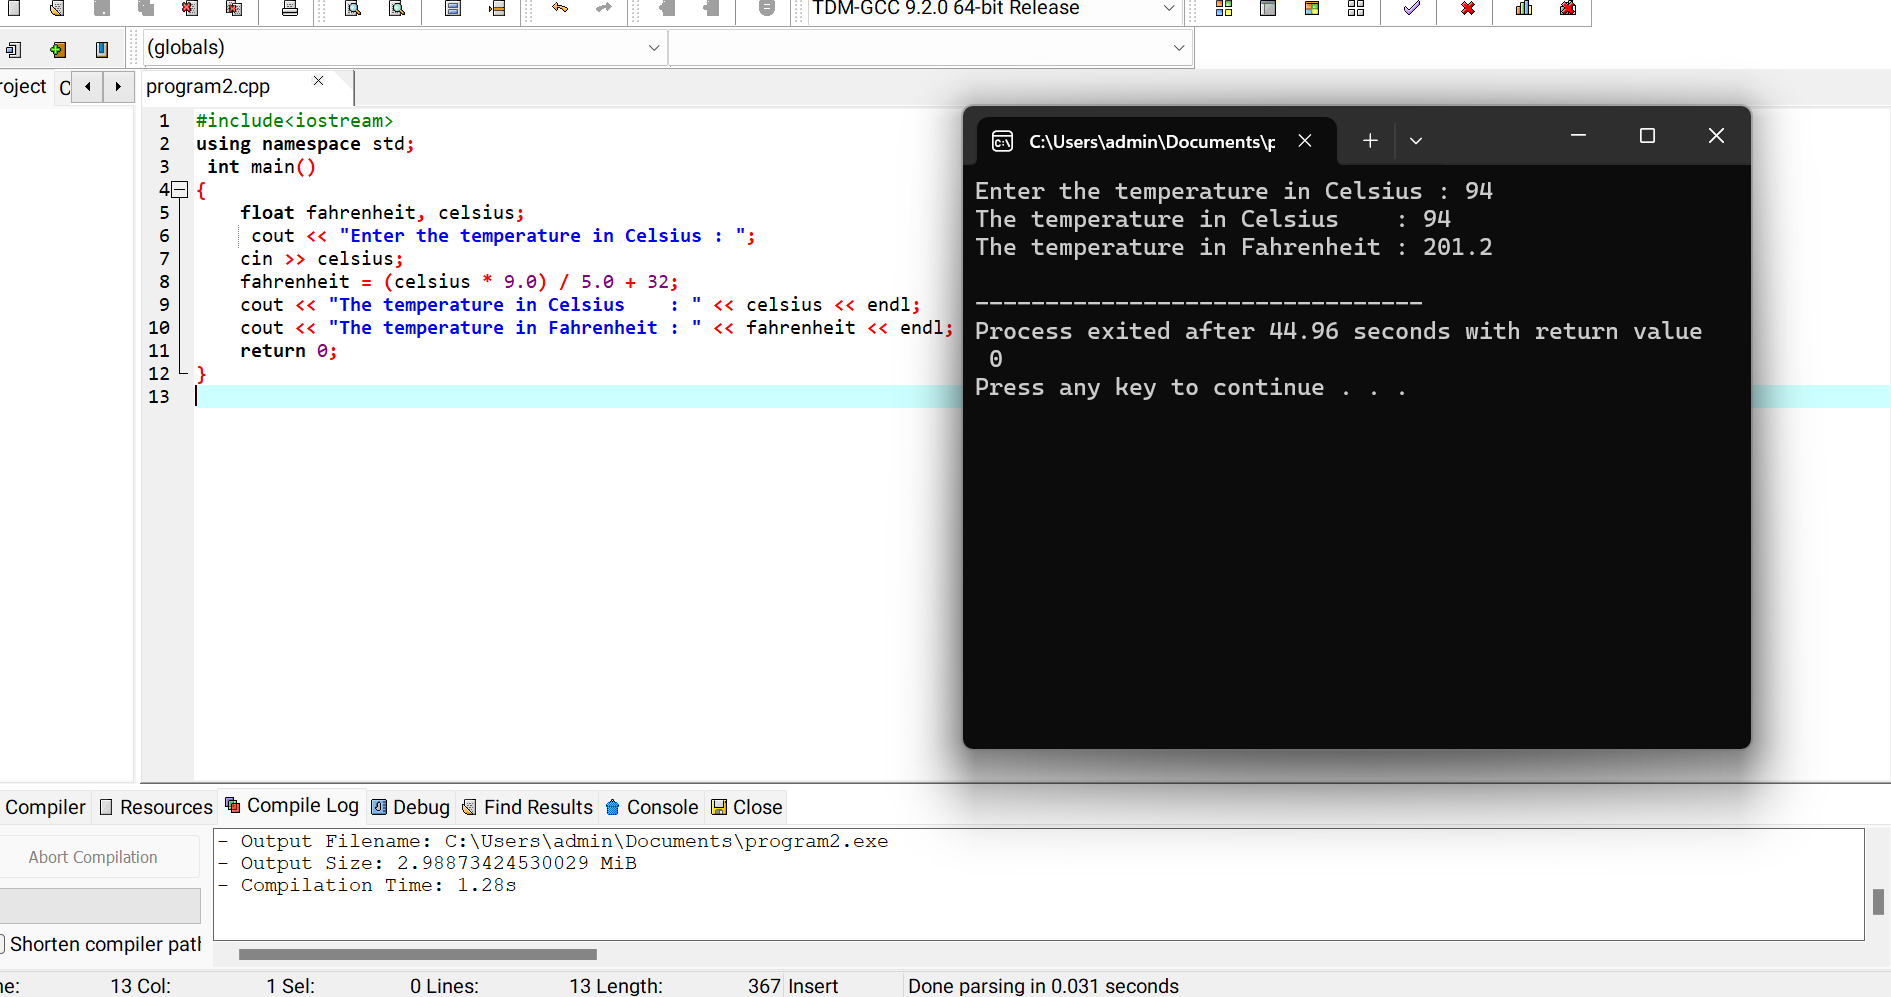 TDM-GCC 9.2.0 64-bit Release
(globals)
roject
program2.cpp
1 #include<iostream>
2 using namespace std;
3  int main()
4 {
5     float fahrenheit, celsius;
6      cout << "Enter the temperature in Celsius : ";
7     cin >> celsius;
8     fahrenheit = (celsius * 9.0) / 5.0 + 32;
9     cout << "The temperature in Celsius    : " << celsius << endl;
10     cout << "The temperature in Fahrenheit : " << fahrenheit << endl;
11     return 0;
12 }
13
C:\Users\admin\Documents\p
Enter the temperature in Celsius : 94
The temperature in Celsius    : 94
The temperature in Fahrenheit : 201.2
--------------------------------
Process exited after 44.96 seconds with return value
 0
Press any key to continue . . .
Compiler Resources Compile Log Debug Find Results Console Close
Abort Compilation
Shorten compiler path
- Output Filename: C:\Users\admin\Documents\program2.exe
- Output Size: 2.98873424530029 MiB
- Compilation Time: 1.28s
ne: 13 Col: 1 Sel: 0 Lines: 13 Length: 367 Insert Done parsing in 0.031 seconds